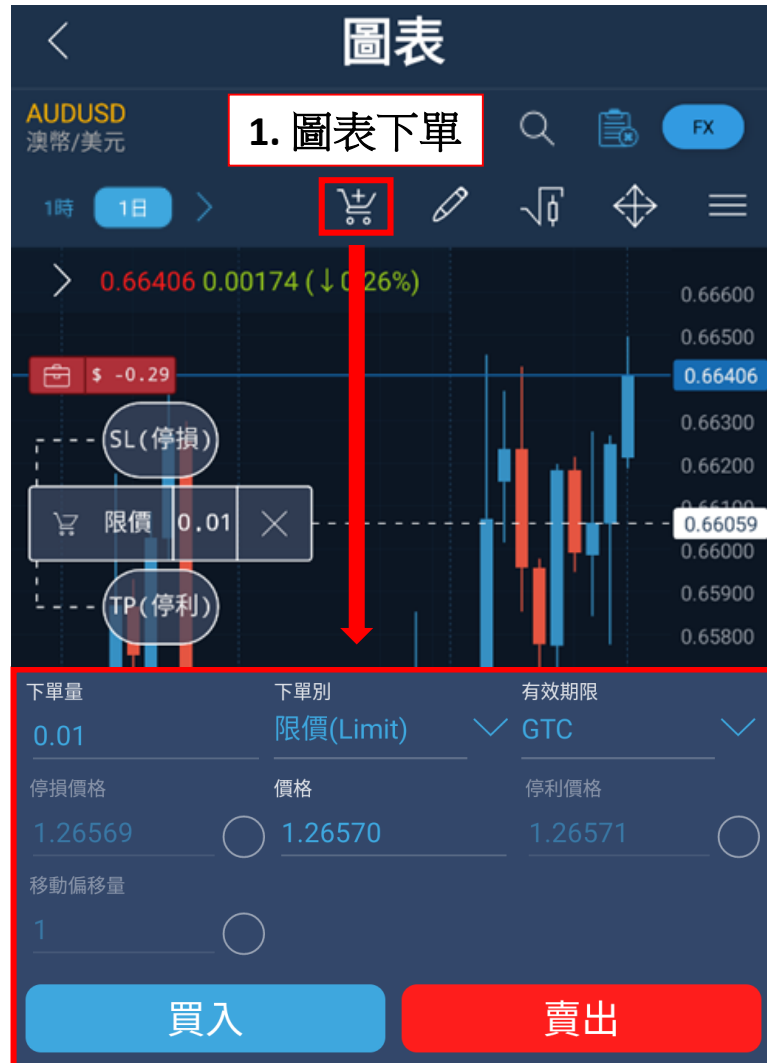 圖表
AUDUSD
澳幣/美元
1. 圖表下單
FX
1時 1日
0.66406 0.00174 (↓0.26%)
0.66600
0.66500
$ -0.29
0.66406
SL(停損)
0.66300
0.66200
限價 0.01
0.66100
0.66059
0.66000
TP(停利)
0.65900
0.65800
下單量 下單別 有效期限
0.01 限價(Limit) GTC
停損價格 價格 停利價格
1.26569 1.26570 1.26571
移動偏移量
1
買入 賣出